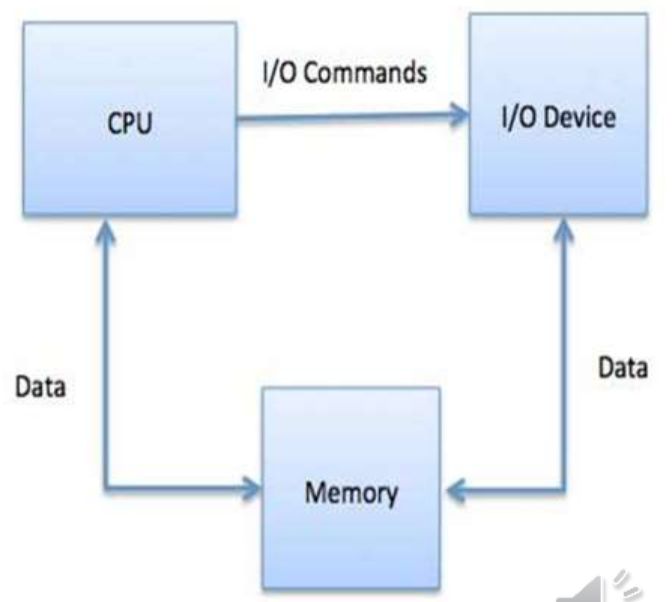 I/O Commands
CPU
I/O Device
Data
Data
Memory